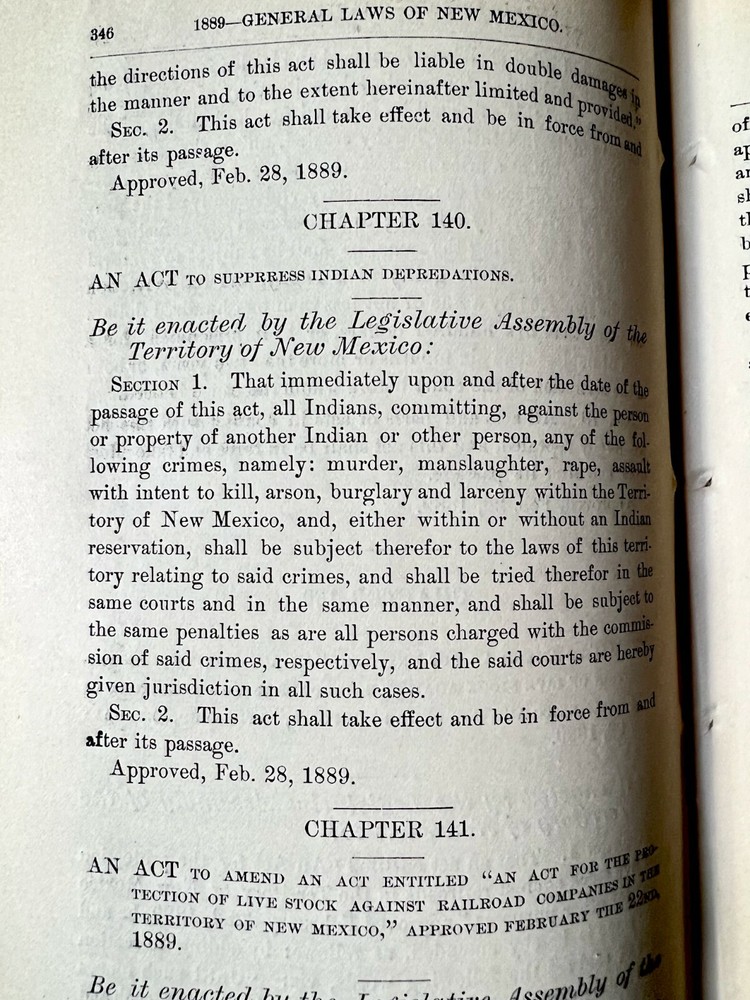 346
1889—GENERAL LAWS OF NEW MEXICO.
the directions of this act shall be liable in double damages in
the manner and to the extent hereinafter limited and provided."
SEC. 2. This act shall take effect and be in force from and
after its passage.
Approved, Feb. 28, 1889.
CHAPTER 140.
AN ACT TO SUPPRRESS INDIAN DEPREDATIONS.
Be it enacted by the Legislative Assembly of the
Territory of New Mexico:
SECTION 1. That immediately upon and after the date of the
passage of this act, all Indians, committing, against the person
or property of another Indian or other person, any of the fol-
lowing crimes, namely: murder, manslaughter, rape, assault
with intent to kill, arson, burglary and larceny within the Terri-
tory of New Mexico, and, either within or without an Indian
reservation, shall be subject therefor to the laws of this terri-
tory relating to said crimes, and shall be tried therefor in the
same courts and in the same manner, and shall be subject to
the same penalties as are all persons charged with the commis-
sion of said crimes, respectively, and the said courts are hereby
given jurisdiction in all such cases.
SEC. 2. This act shall take effect and be in force from and
after its passage.
Approved, Feb. 28, 1889.
CHAPTER 141.
AN ACT TO AMEND AN ACT ENTITLED "AN ACT FOR THE PRO-
TECTION OF LIVE STOCK AGAINST RAILROAD COMPANIES IN THE
TERRITORY OF NEW MEXICO," APPROVED FEBRUARY THE 22ND,
1889.
Be it enacted by the Legislative Assembly of the
of